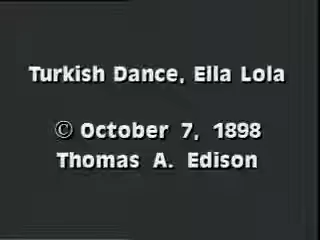 Turkish Dance, Ella Lola
© October 7, 1898
Thomas A. Edison